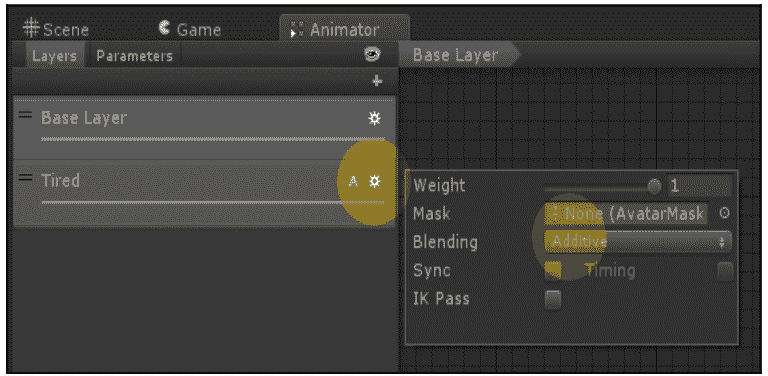 Scene Game Animator
Layers Parameters
Base Layer
Base Layer
Tired A
Weight 1
Mask None (AvatarMask
Blending Additive
Sync Timing
IK Pass